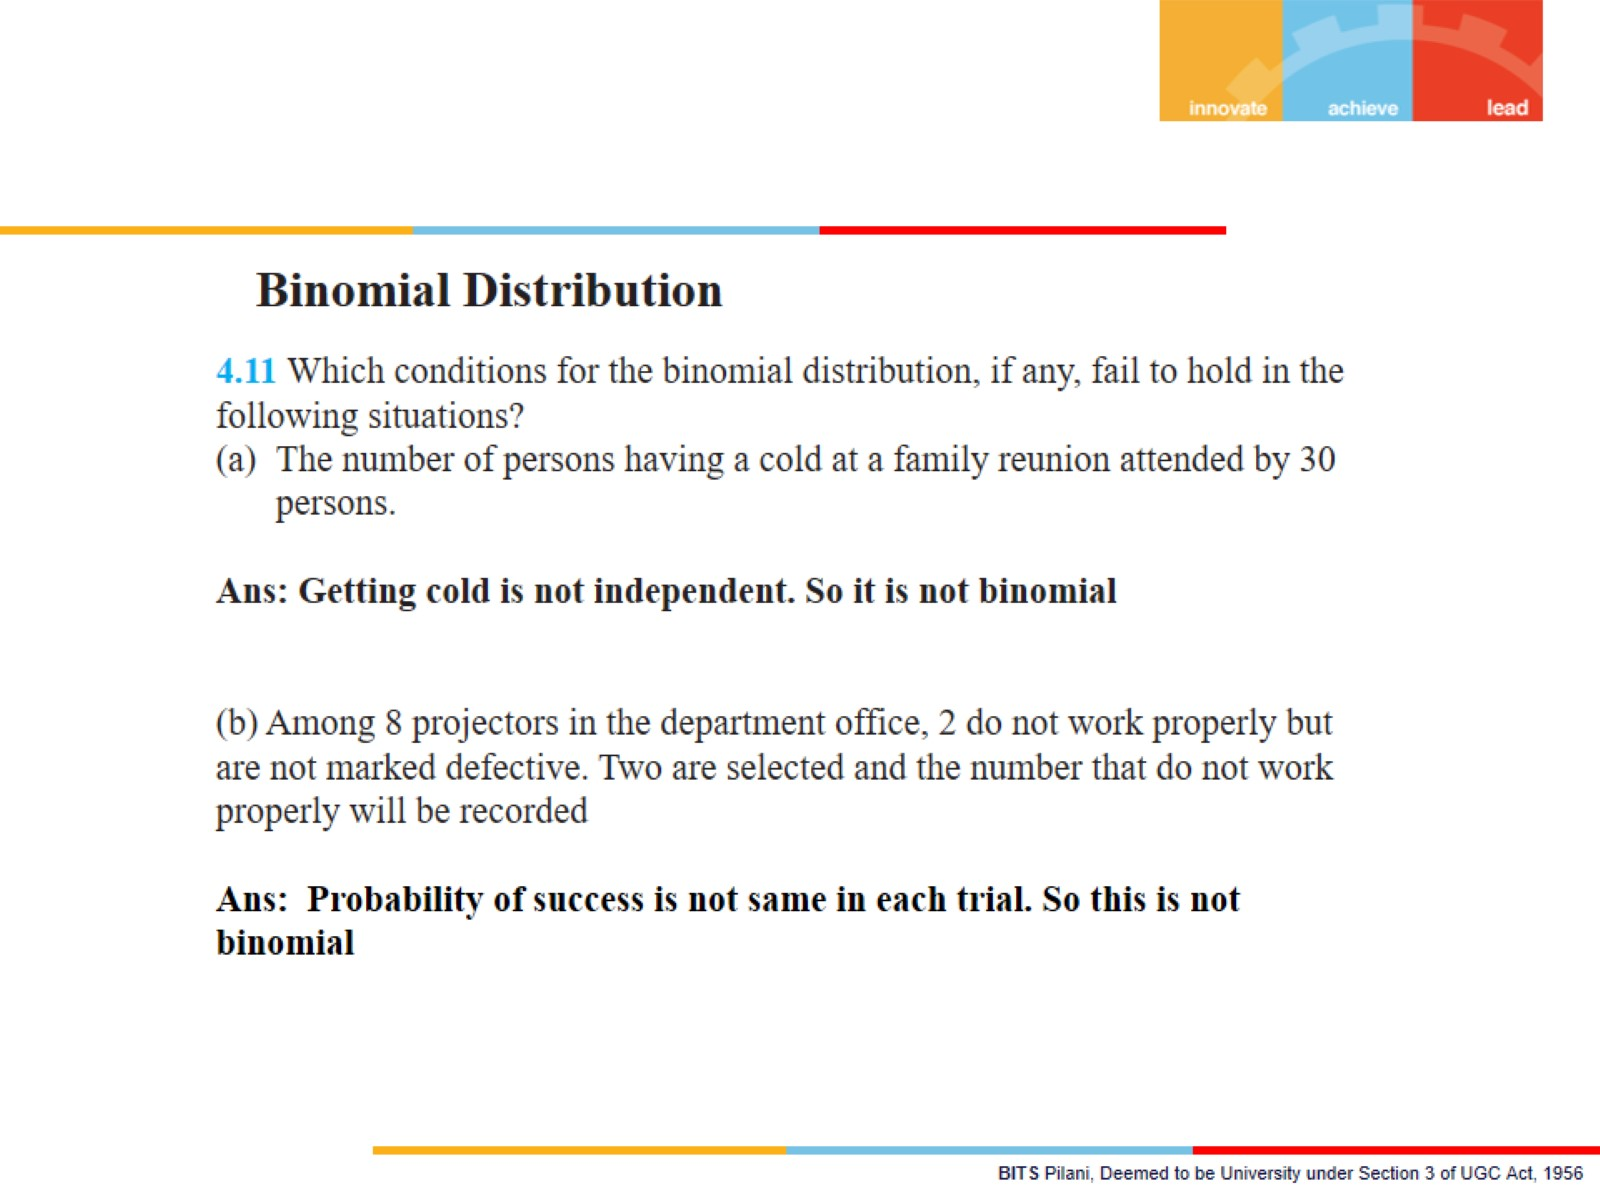 innovate achieve lead
Binomial Distribution
4.11 Which conditions for the binomial distribution, if any, fail to hold in the
following situations?
(a) The number of persons having a cold at a family reunion attended by 30
persons.
Ans: Getting cold is not independent. So it is not binomial
(b) Among 8 projectors in the department office, 2 do not work properly but
are not marked defective. Two are selected and the number that do not work
properly will be recorded
Ans: Probability of success is not same in each trial. So this is not
binomial
BITS Pilani, Deemed to be University under Section 3 of UGC Act, 1956